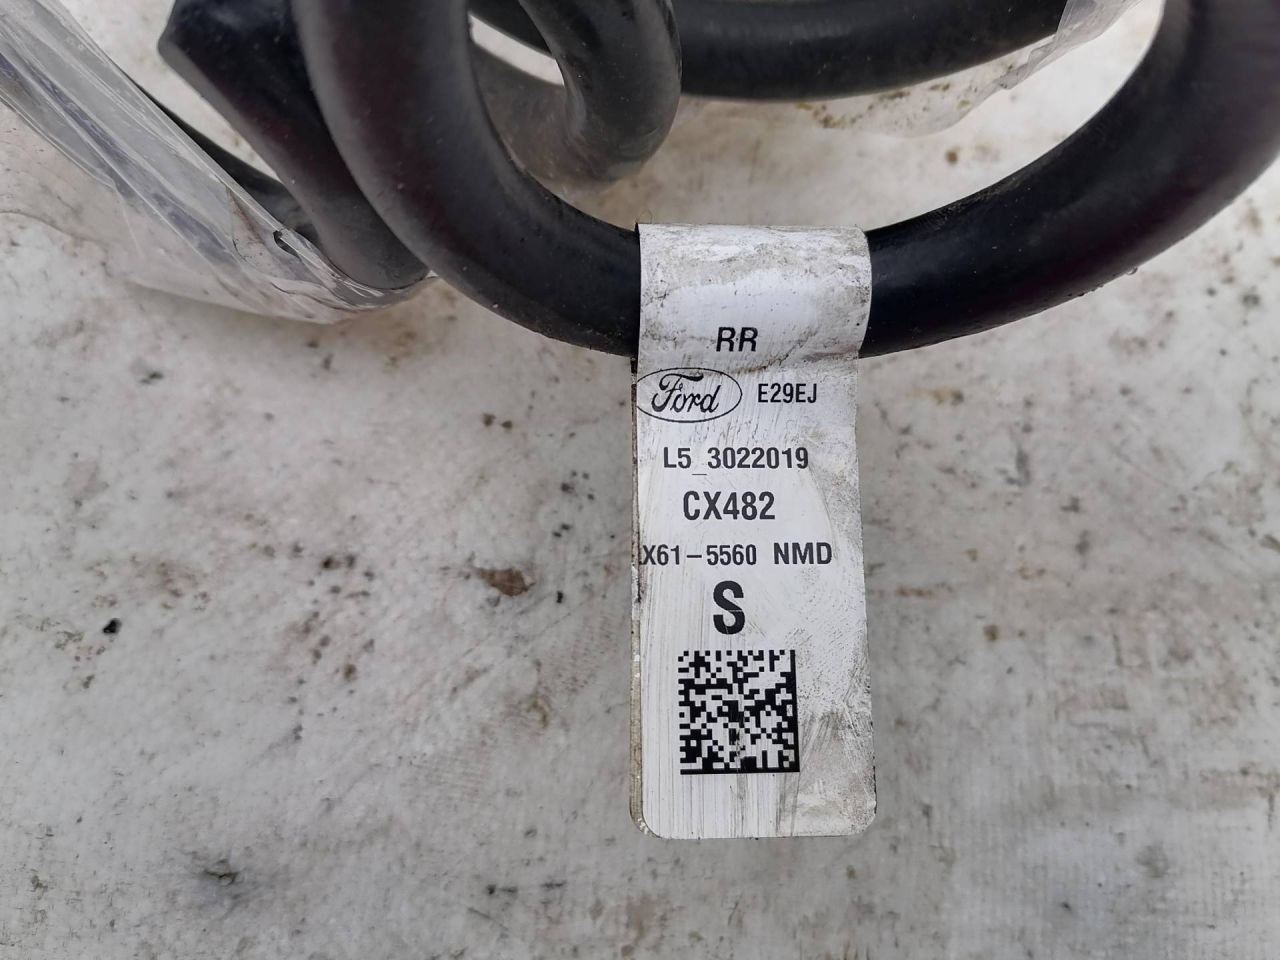 RR
Ford E29EJ
L5_3022019
CX482
X61-5560 NMD
S